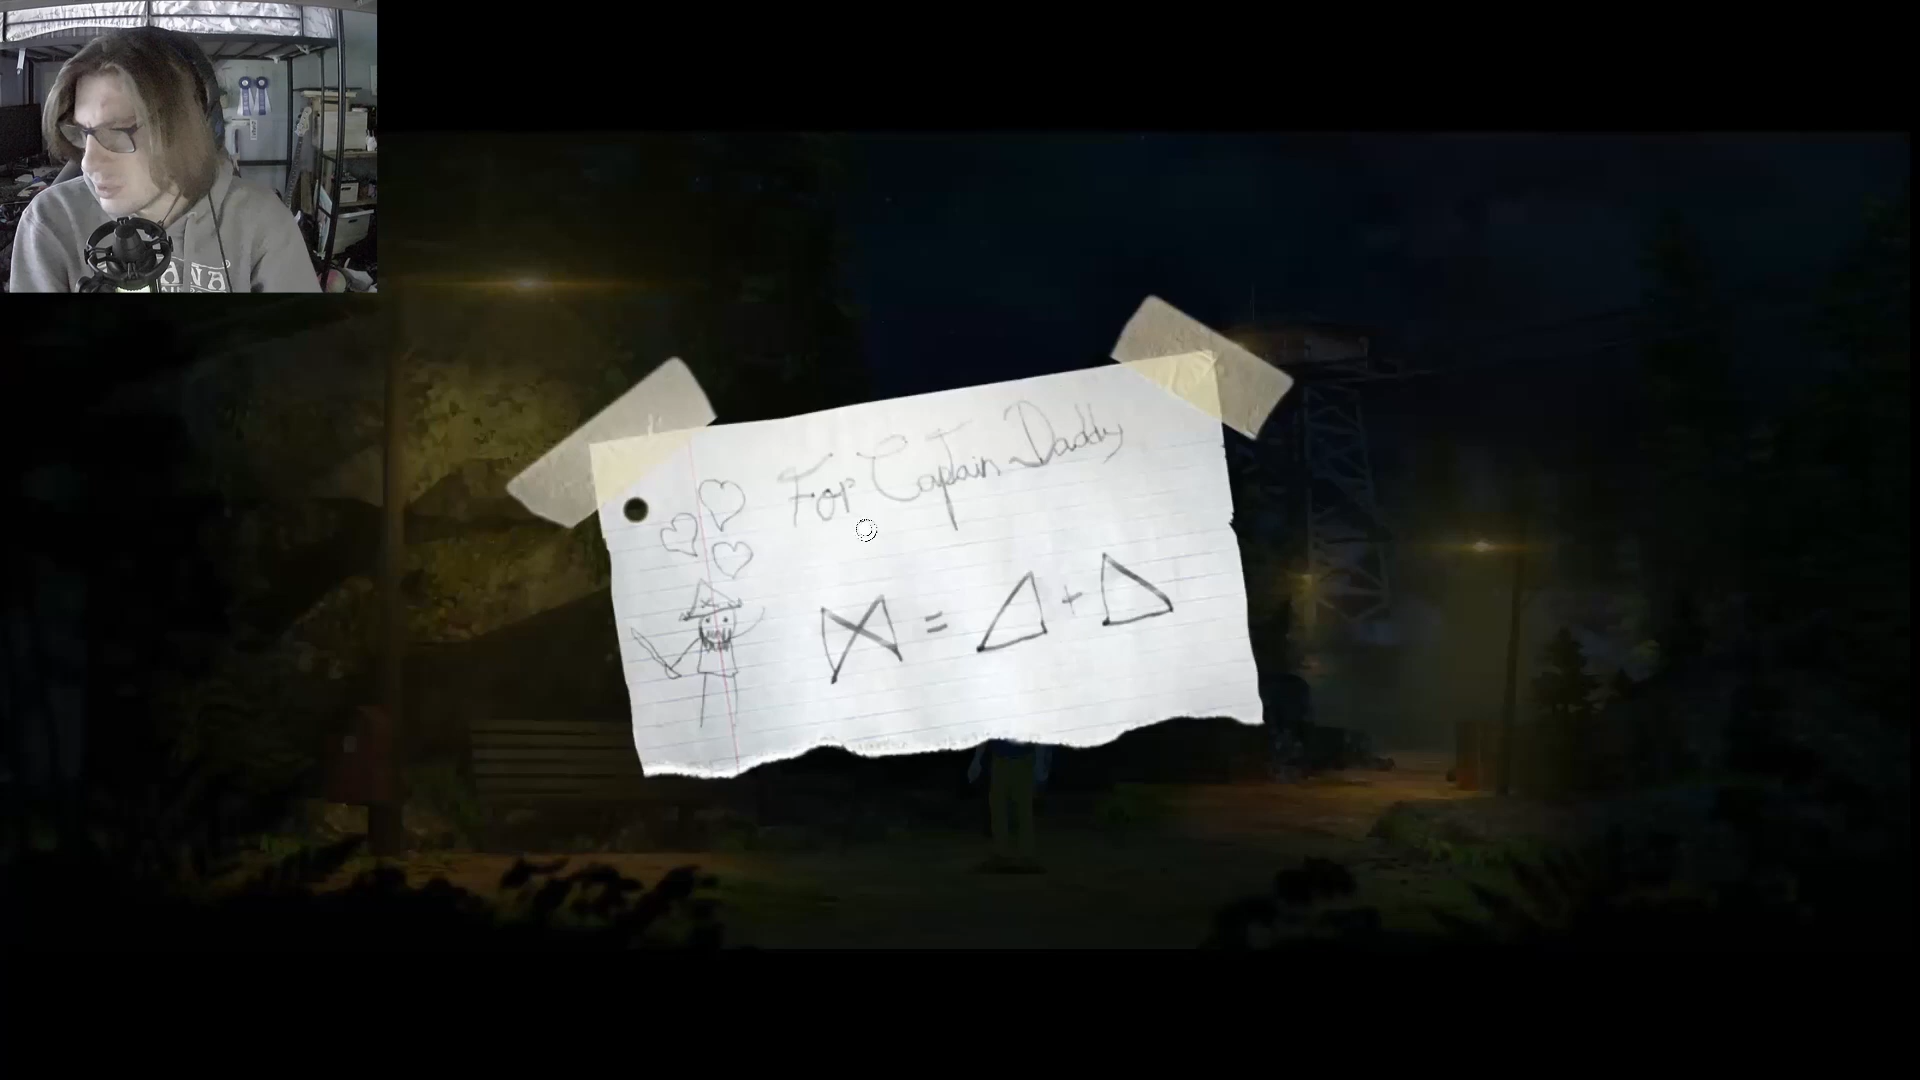 For Captain Daddy
= +